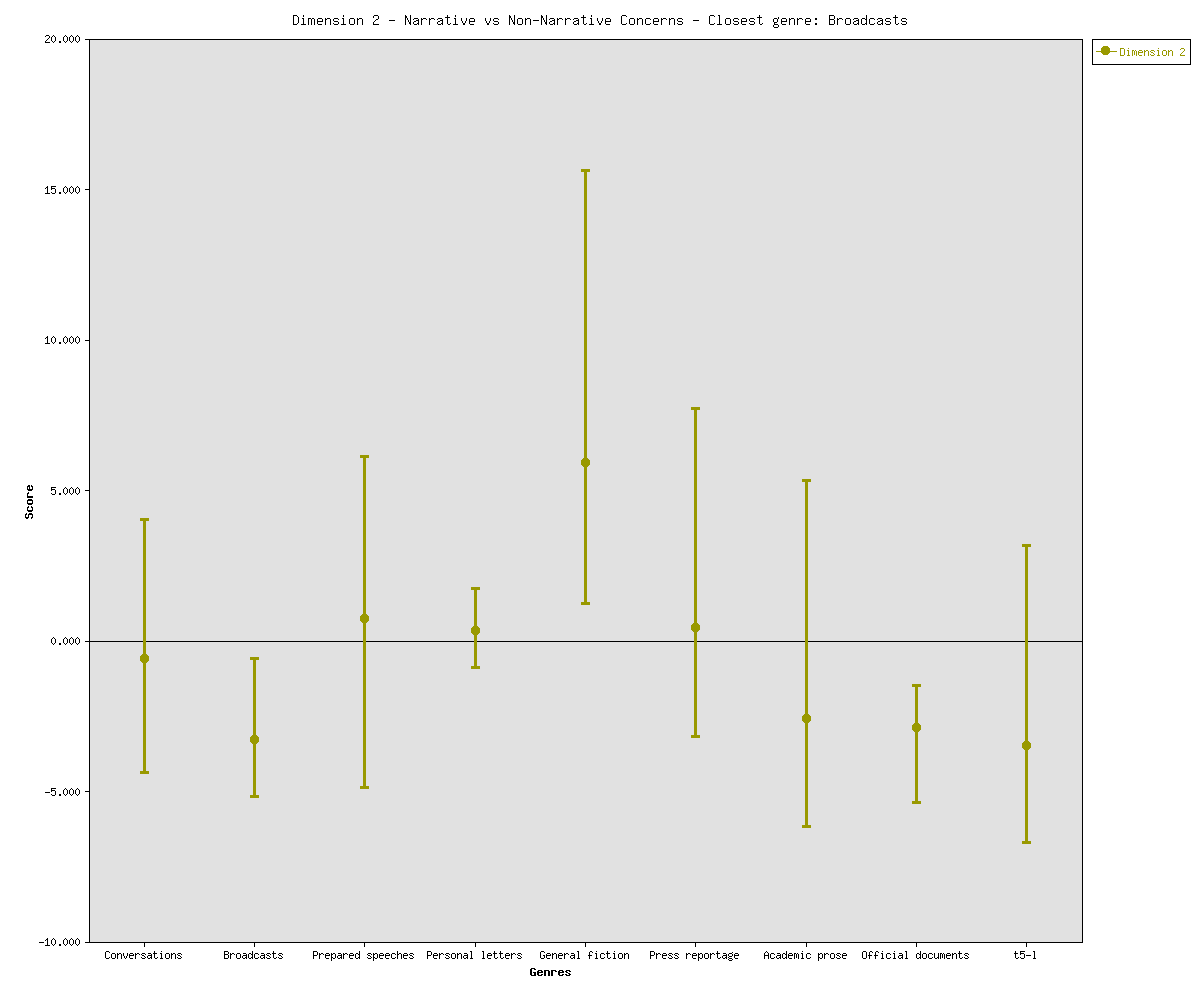 Dimension 2 - Narrative vs Non-Narrative Concerns - Closest genre: Broadcasts
Dimension 2
20.000
15.000
10.000
5.000
0.000
-5.000
-10.000
Score
Conversations
Broadcasts
Prepared speeches
Personal letters
General fiction
Press reportage
Academic prose
Official documents
t5-1
Genres